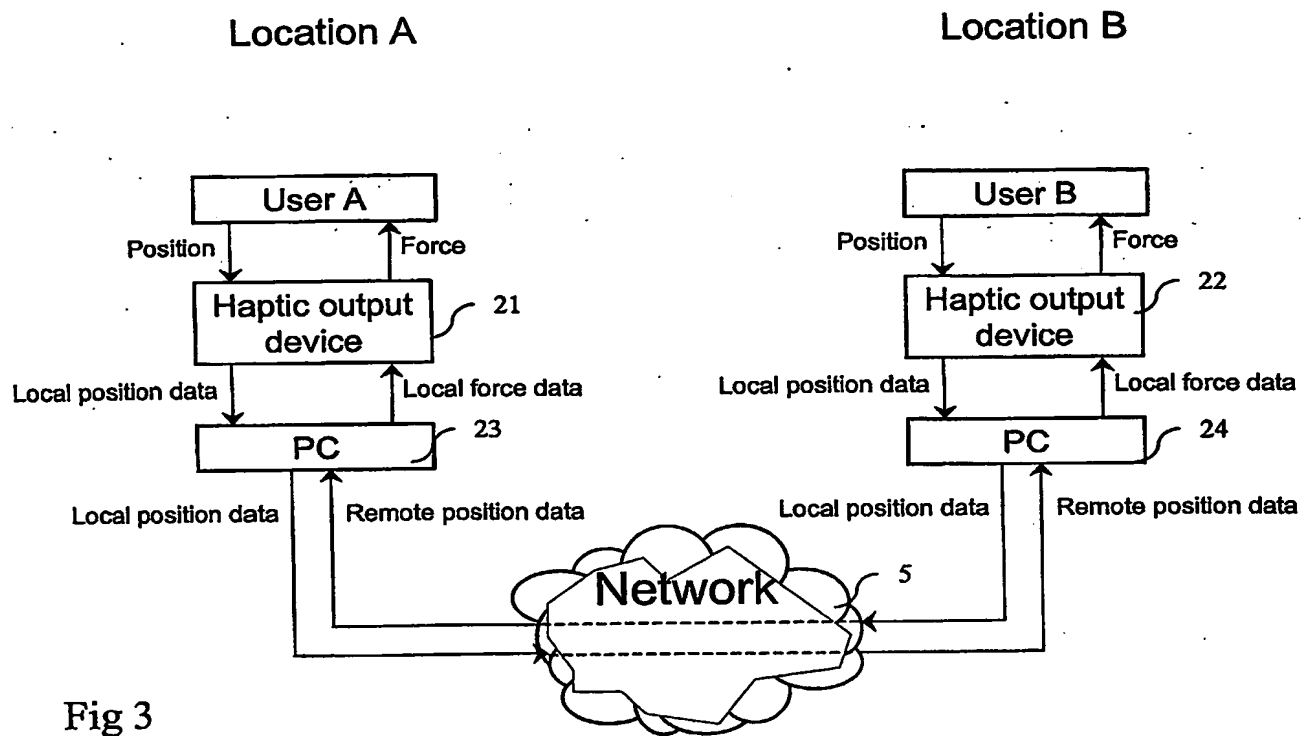 Location A
Location B
User A
User B
Position
Force
Position
Force
Haptic output
device
21
Haptic output
device
22
Local position data
Local force data
Local position data
Local force data
PC
23
PC
24
Local position data
Remote position data
Local position data
Remote position data
Network
5
Fig 3